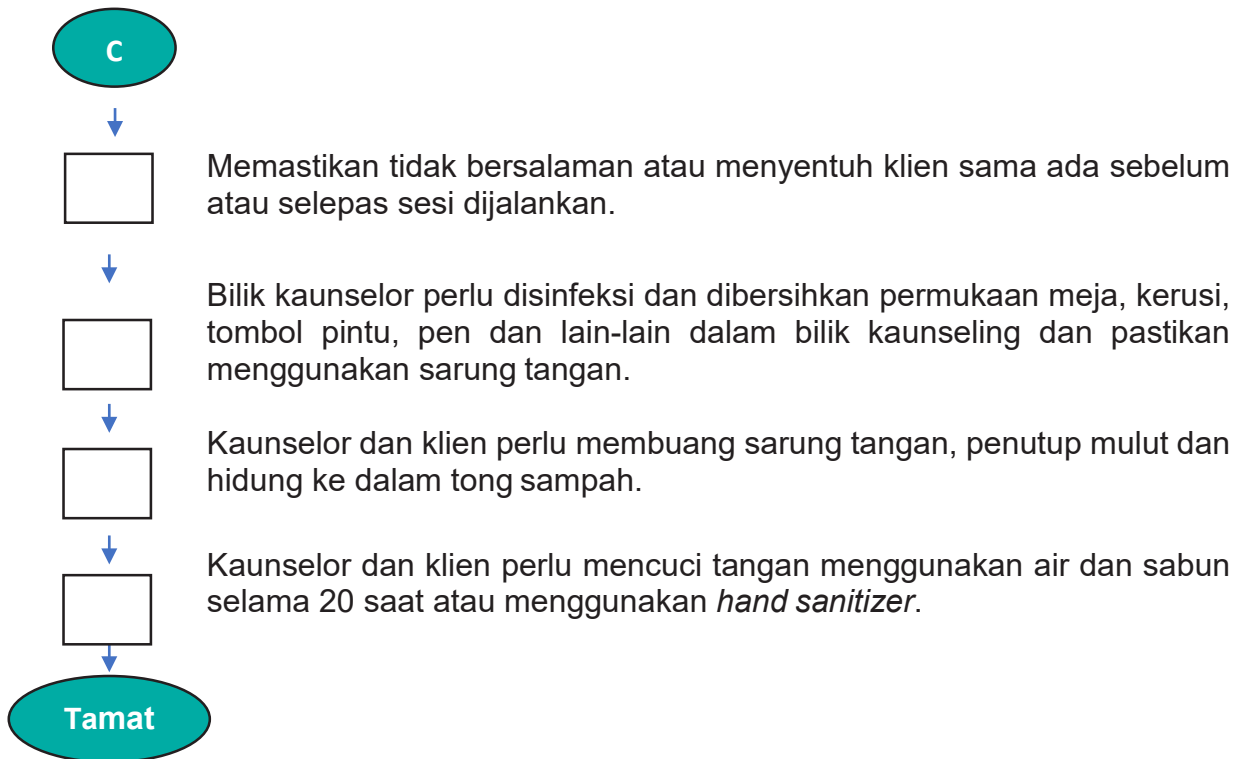 C
Memastikan tidak bersalaman atau menyentuh klien sama ada sebelum
atau selepas sesi dijalankan.
Bilik kaunselor perlu disinfeksi dan dibersihkan permukaan meja, kerusi,
tombol pintu, pen dan lain-lain dalam bilik kaunseling dan pastikan
menggunakan sarung tangan.
Kaunselor dan klien perlu membuang sarung tangan, penutup mulut dan
hidung ke dalam tong sampah.
Kaunselor dan klien perlu mencuci tangan menggunakan air dan sabun
selama 20 saat atau menggunakan hand sanitizer.
Tamat